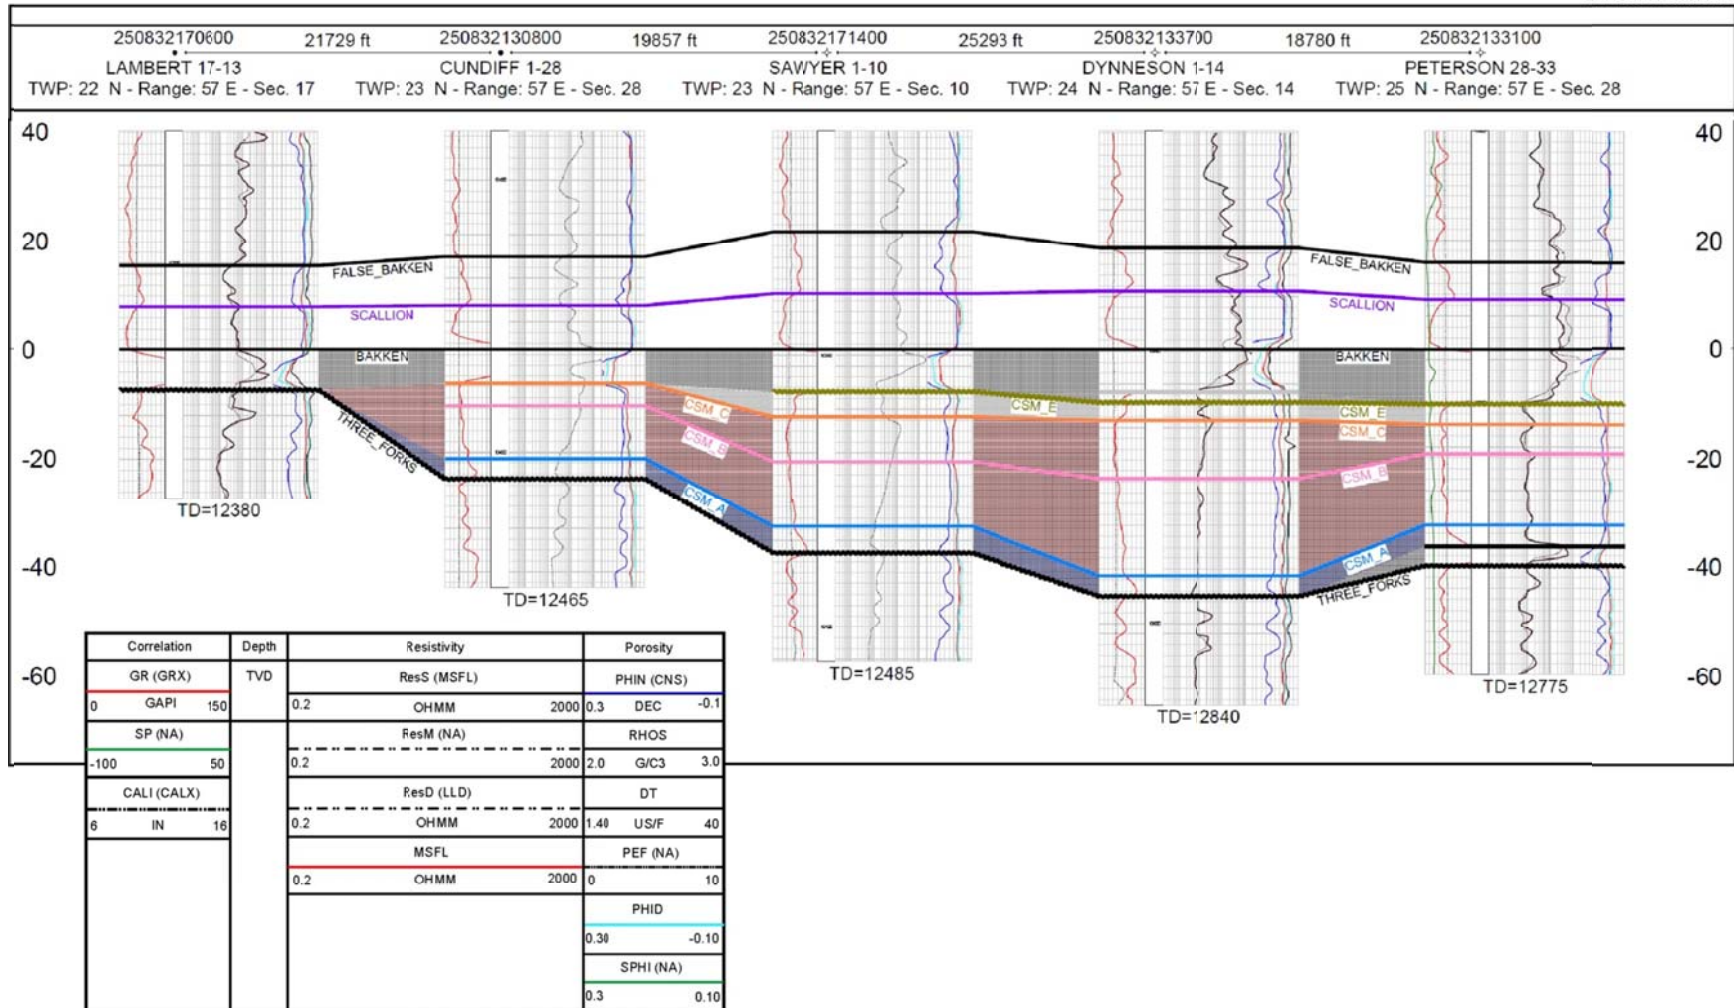 250832170600 21729 ft 250832130800 19857 ft 250832171400 25293 ft 250832133700 18780 ft 250832133100
LAMBERT 17-13 CUNDIFF 1-28 SAWYER 1-10 DYNNESON 1-14 PETERSON 28-33
TWP: 22 N - Range: 57 E - Sec. 17 TWP: 23 N - Range: 57 E - Sec. 28 TWP: 23 N - Range: 57 E - Sec. 10 TWP: 24 N - Range: 57 E - Sec. 14 TWP: 25 N - Range: 57 E - Sec. 28
40 40
20 20
FALSE_BAKKEN FALSE_BAKKEN
SCALLION SCALLION
0 0
BAKKEN BAKKEN
CSM_C CSM_E CSM_E
CSM_C
THREE_FORKS CSM_B CSM_B
-20 -20
CSM_A CSM_A
TD=12380
-40 -40
THREE_FORKS
TD=12465
-60 -60
TD=12485
TD=12775
TD=12840
Correlation Depth Resistivity Porosity
GR (GRX) TVD ResS (MSFL) PHIN (CNS)
0 GAPI 150 0.2 OHMM 2000 0.3 DEC -0.1
SP (NA) ResM (NA) RHOS
-100 50 0.2 2000 2.0 G/C3 3.0
CALI (CALX) ResD (LLD) DT
6 IN 16 0.2 OHMM 2000 1.40 US/F 40
MSFL PEF (NA)
0.2 OHMM 2000 0 10
PHID
0.30 -0.10
SPHI (NA)
0.3 0.10